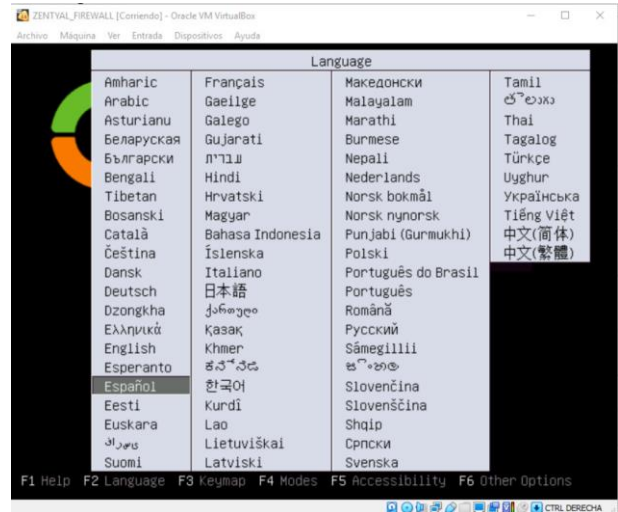 ZENTYAL_FIREWALL [Corriendo] - Oracle VM VirtualBox
Archivo Máquina Ver Entrada Dispositivos Ayuda
Language
Amharic
Arabic
Asturianu
Беларуская
Български
Bengali
Tibetan
Bosanski
Català
Čeština
Dansk
Deutsch
Dzongkha
Ελληνικά
English
Esperanto
Español
Eesti
Euskara
Suomi
Français
Gaeilge
Galego
Gujarati
עברית
Hindi
Hrvatski
Magyar
Bahasa Indonesia
Íslenska
Italiano
日本語
ქართული
Қазақ
Khmer
한국어
Kurdî
Lao
Lietuviškai
Latviski
Македонски
Malayalam
Marathi
Burmese
Nepali
Nederlands
Norsk bokmål
Norsk nynorsk
Punjabi (Gurmukhi)
Polski
Português do Brasil
Português
Română
Русский
Sámegillii
Slovenčina
Slovenščina
Shqip
Српски
Svenska
Tamil
Thai
Tagalog
Türkçe
Uyghur
Українська
Tiếng Việt
中文(简体)
中文(繁體)
F1 Help F2 Language F3 Keymap F4 Modes F5 Accessibility F6 Other Options
CTRL DERECHA